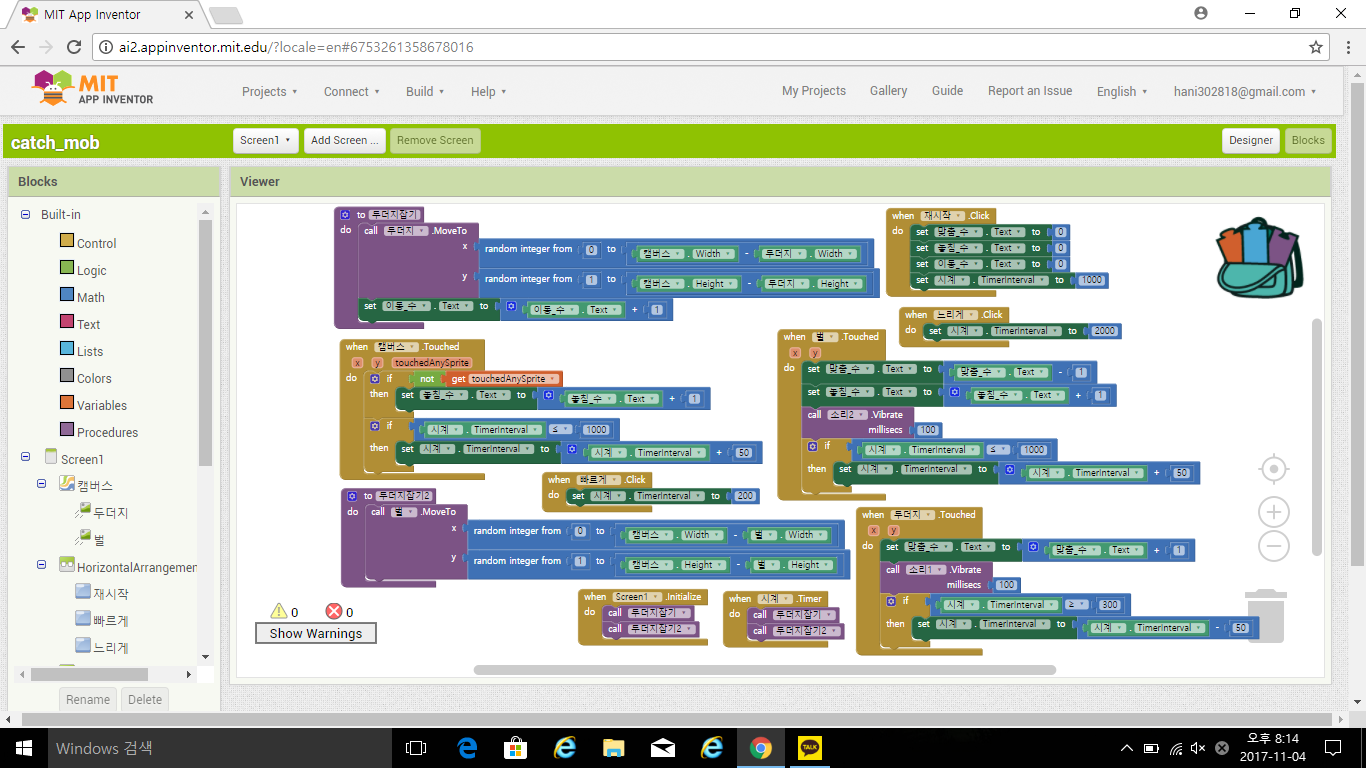 MIT App Inventor
ai2.appinventor.mit.edu/?locale=en#6753261358678016
MIT
APP INVENTOR
Projects Connect Build Help My Projects Gallery Guide Report an Issue English hani302818@gmail.com
catch_mob Screen1 Add Screen ... Remove Screen Designer Blocks
Blocks
Built-in
Control
Logic
Math
Text
Lists
Colors
Variables
Procedures
Screen1
캔버스
두더지
벌
HorizontalArrangemen
재시작
빠르게
느리게
Rename Delete
Viewer
to 두더지잡기
do call 두더지 .MoveTo
x random integer from 0 to 캔버스 . Width - 두더지 . Width
y random integer from 1 to 캔버스 . Height - 두더지 . Height
set 이동_수 . Text to 이동_수 . Text + 1
when 캔버스 .Touched
x y touchedAnySprite
do if not get touchedAnySprite
then set 놓침_수 . Text to 놓침_수 . Text + 1
if 시계 . TimerInterval ≤ 1000
then set 시계 . TimerInterval to 시계 . TimerInterval + 50
when 빠르게 .Click
do set 시계 . TimerInterval to 200
to 두더지잡기2
do call 벌 .MoveTo
x random integer from 0 to 캔버스 . Width - 벌 . Width
y random integer from 1 to 캔버스 . Height - 벌 . Height
when Screen1 .Initialize
do call 두더지잡기
call 두더지잡기2
when 시계 .Timer
do call 두더지잡기
call 두더지잡기2
when 재시작 .Click
do set 맞춤_수 . Text to 0
set 놓침_수 . Text to 0
set 이동_수 . Text to 0
set 시계 . TimerInterval to 1000
when 느리게 .Click
do set 시계 . TimerInterval to 2000
when 벌 .Touched
x y
do set 맞춤_수 . Text to 맞춤_수 . Text - 1
set 놓침_수 . Text to 놓침_수 . Text + 1
call 소리2 .Vibrate
millisecs 100
if 시계 . TimerInterval ≤ 1000
then set 시계 . TimerInterval to 시계 . TimerInterval + 50
when 두더지 .Touched
x y
do set 맞춤_수 . Text to 맞춤_수 . Text + 1
call 소리1 .Vibrate
millisecs 100
if 시계 . TimerInterval ≥ 300
then set 시계 . TimerInterval to 시계 . TimerInterval - 50
0 0
Show Warnings
Windows 검색
TALK
오후 8:14
2017-11-04